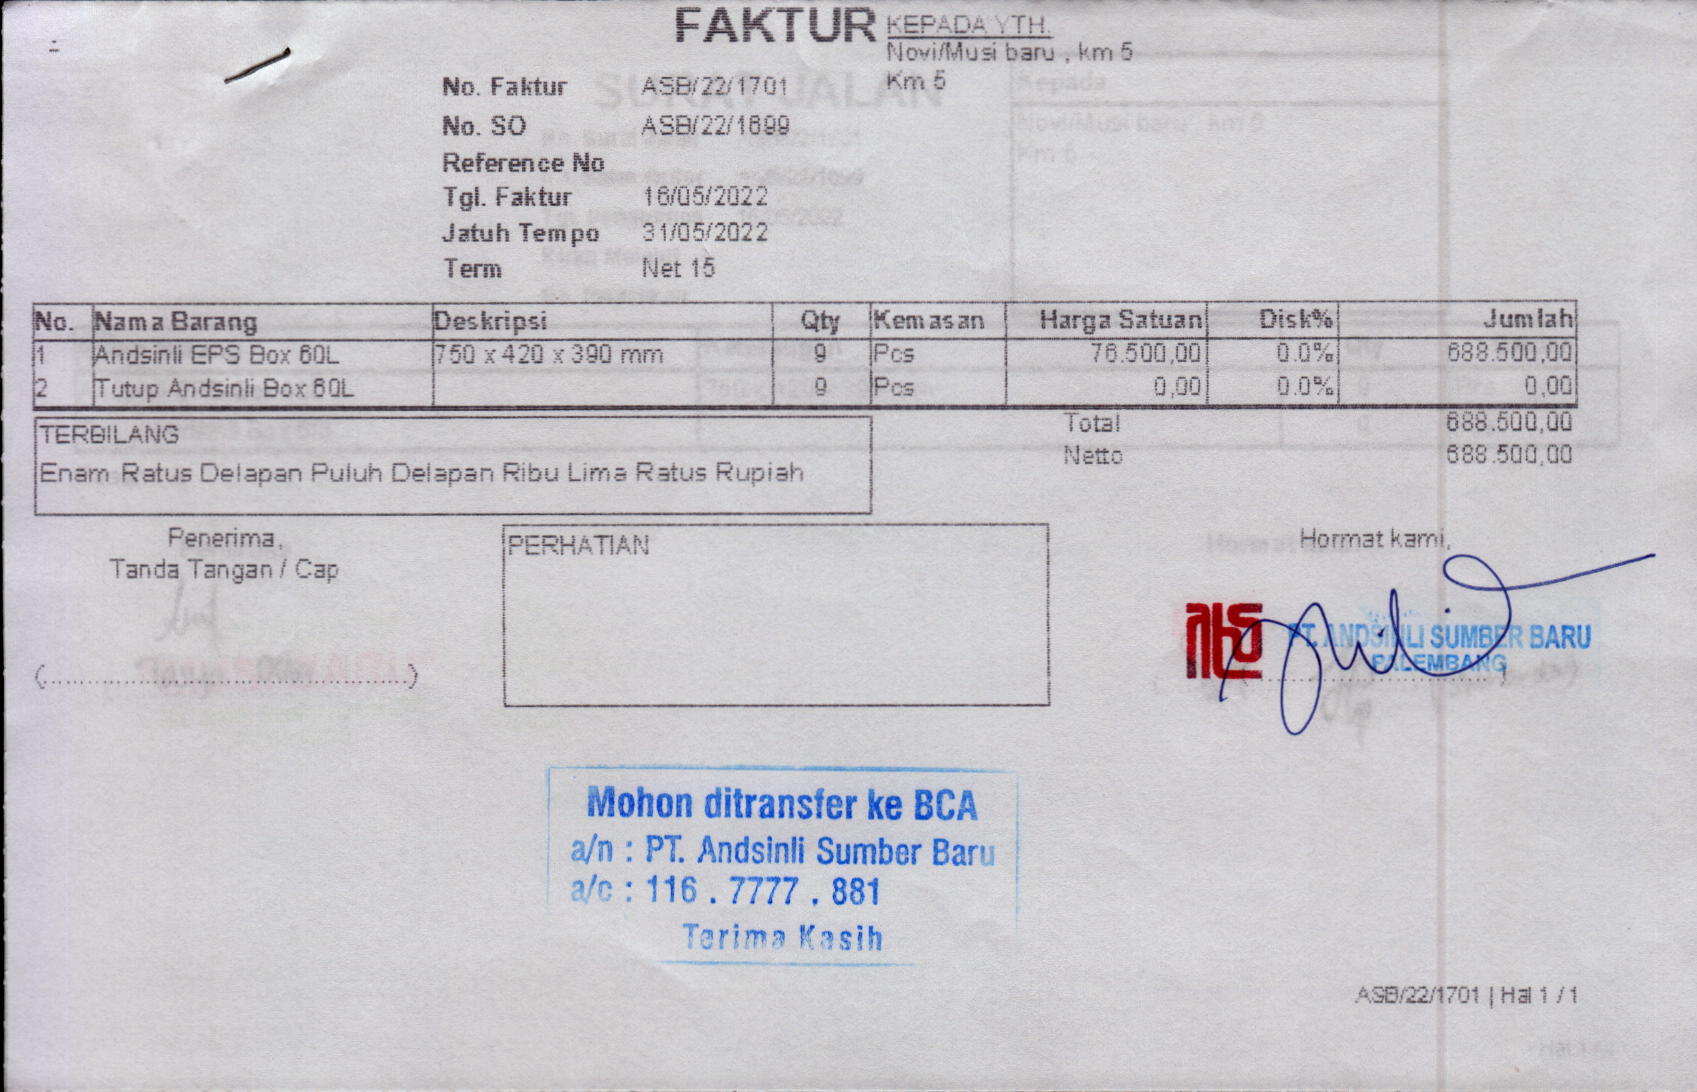 FAKTUR
KEPADA YTH.
Novi/Musi baru , km 5
Km 5
No. Faktur ASB/22/1701
No. SO ASB/22/1699
Reference No
Tgl. Faktur 16/05/2022
Jatuh Tempo 31/05/2022
Term Net 15
No. Nama Barang Deskripsi Qty Kemasan Harga Satuan Disk% Jumlah
1 Andsinli EPS Box 60L 750 x 420 x 390 mm 9 Pcs 76.500,00 0.0% 688.500,00
2 Tutup Andsinli Box 60L 9 Pcs 0,00 0.0% 0,00
Total 688.500,00
Netto 688.500,00
TERBILANG
Enam Ratus Delapan Puluh Delapan Ribu Lima Ratus Rupiah
Penerima,
Tanda Tangan / Cap
(........................................)
PERHATIAN
Hormat kami,
PT. ANDSINLI SUMBER BARU
PALEMBANG
Mohon ditransfer ke BCA
a/n : PT. Andsinli Sumber Baru
a/c : 116 . 7777 . 881
Terima Kasih
ASB/22/1701 | Hal 1 / 1